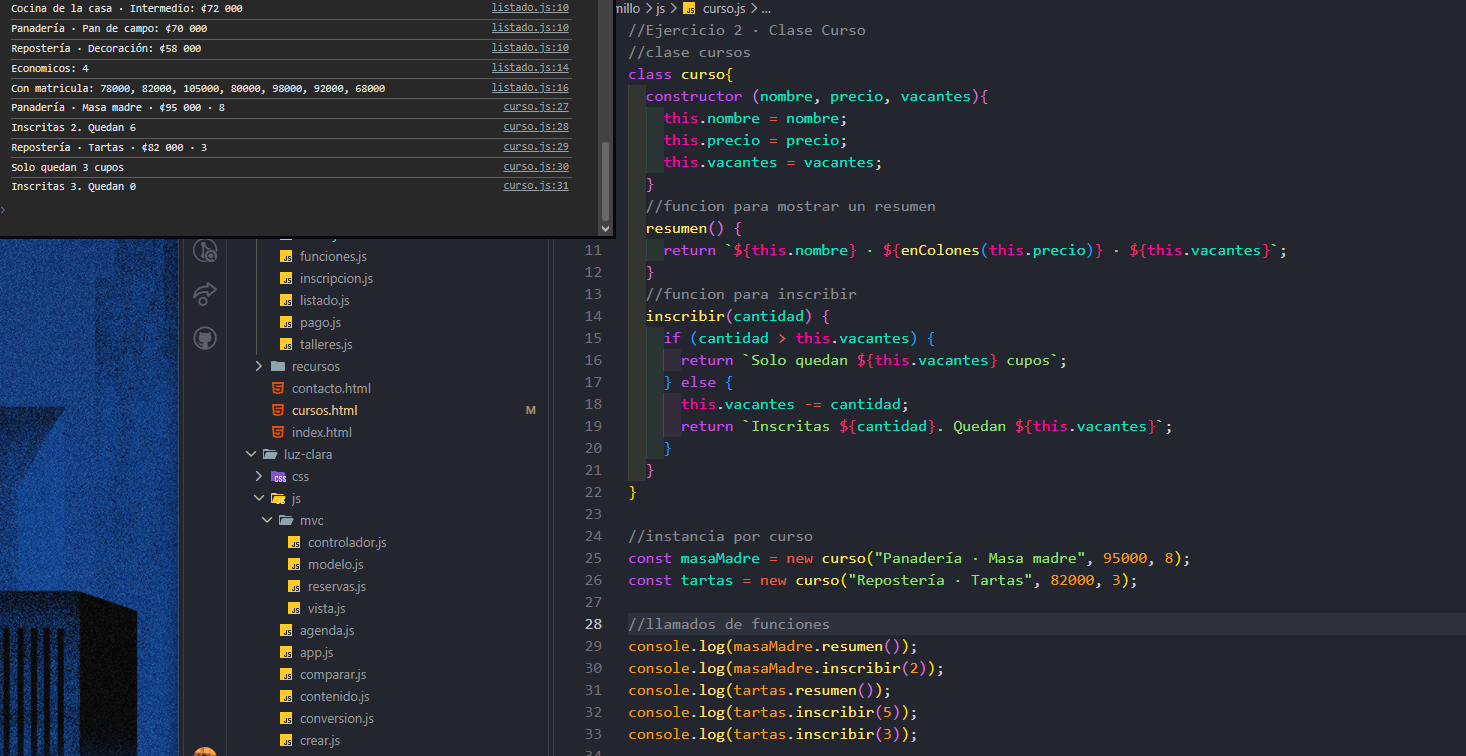 Cocina de la casa · Intermedio: ₡72 000 listado.js:10
Panadería · Pan de campo: ₡70 000 listado.js:10
Repostería · Decoración: ₡58 000 listado.js:10
Economicos: 4 listado.js:14
Con matricula: 78000, 82000, 105000, 80000, 98000, 92000, 68000 listado.js:16
Panadería · Masa madre · ₡95 000 · 8 curso.js:27
Inscritas 2. Quedan 6 curso.js:28
Repostería · Tartas · ₡82 000 · 3 curso.js:29
Solo quedan 3 cupos curso.js:30
Inscritas 3. Quedan 0 curso.js:31
funciones.js
inscripcion.js
listado.js
pago.js
talleres.js
recursos
contacto.html
cursos.html M
index.html
luz-clara
css
js
mvc
controlador.js
modelo.js
reservas.js
vista.js
agenda.js
app.js
comparar.js
contenido.js
conversion.js
crear.js
millo > js > JS curso.js > ...
//Ejercicio 2 · Clase Curso
//clase cursos
class curso{
constructor (nombre, precio, vacantes){
this.nombre = nombre;
this.precio = precio;
this.vacantes = vacantes;
}
//funcion para mostrar un resumen
resumen() {
11 return `${this.nombre} · ${enColones(this.precio)} · ${this.vacantes}`;
12 }
13 //funcion para inscribir
14 inscribir(cantidad) {
15 if (cantidad > this.vacantes) {
16 return `Solo quedan ${this.vacantes} cupos`;
17 } else {
18 this.vacantes -= cantidad;
19 return `Inscritas ${cantidad}. Quedan ${this.vacantes}`;
20 }
21 }
22 }
23
24 //instancia por curso
25 const masaMadre = new curso("Panadería · Masa madre", 95000, 8);
26 const tartas = new curso("Repostería · Tartas", 82000, 3);
27
28 //llamados de funciones
29 console.log(masaMadre.resumen());
30 console.log(masaMadre.inscribir(2));
31 console.log(tartas.resumen());
32 console.log(tartas.inscribir(5));
33 console.log(tartas.inscribir(3));